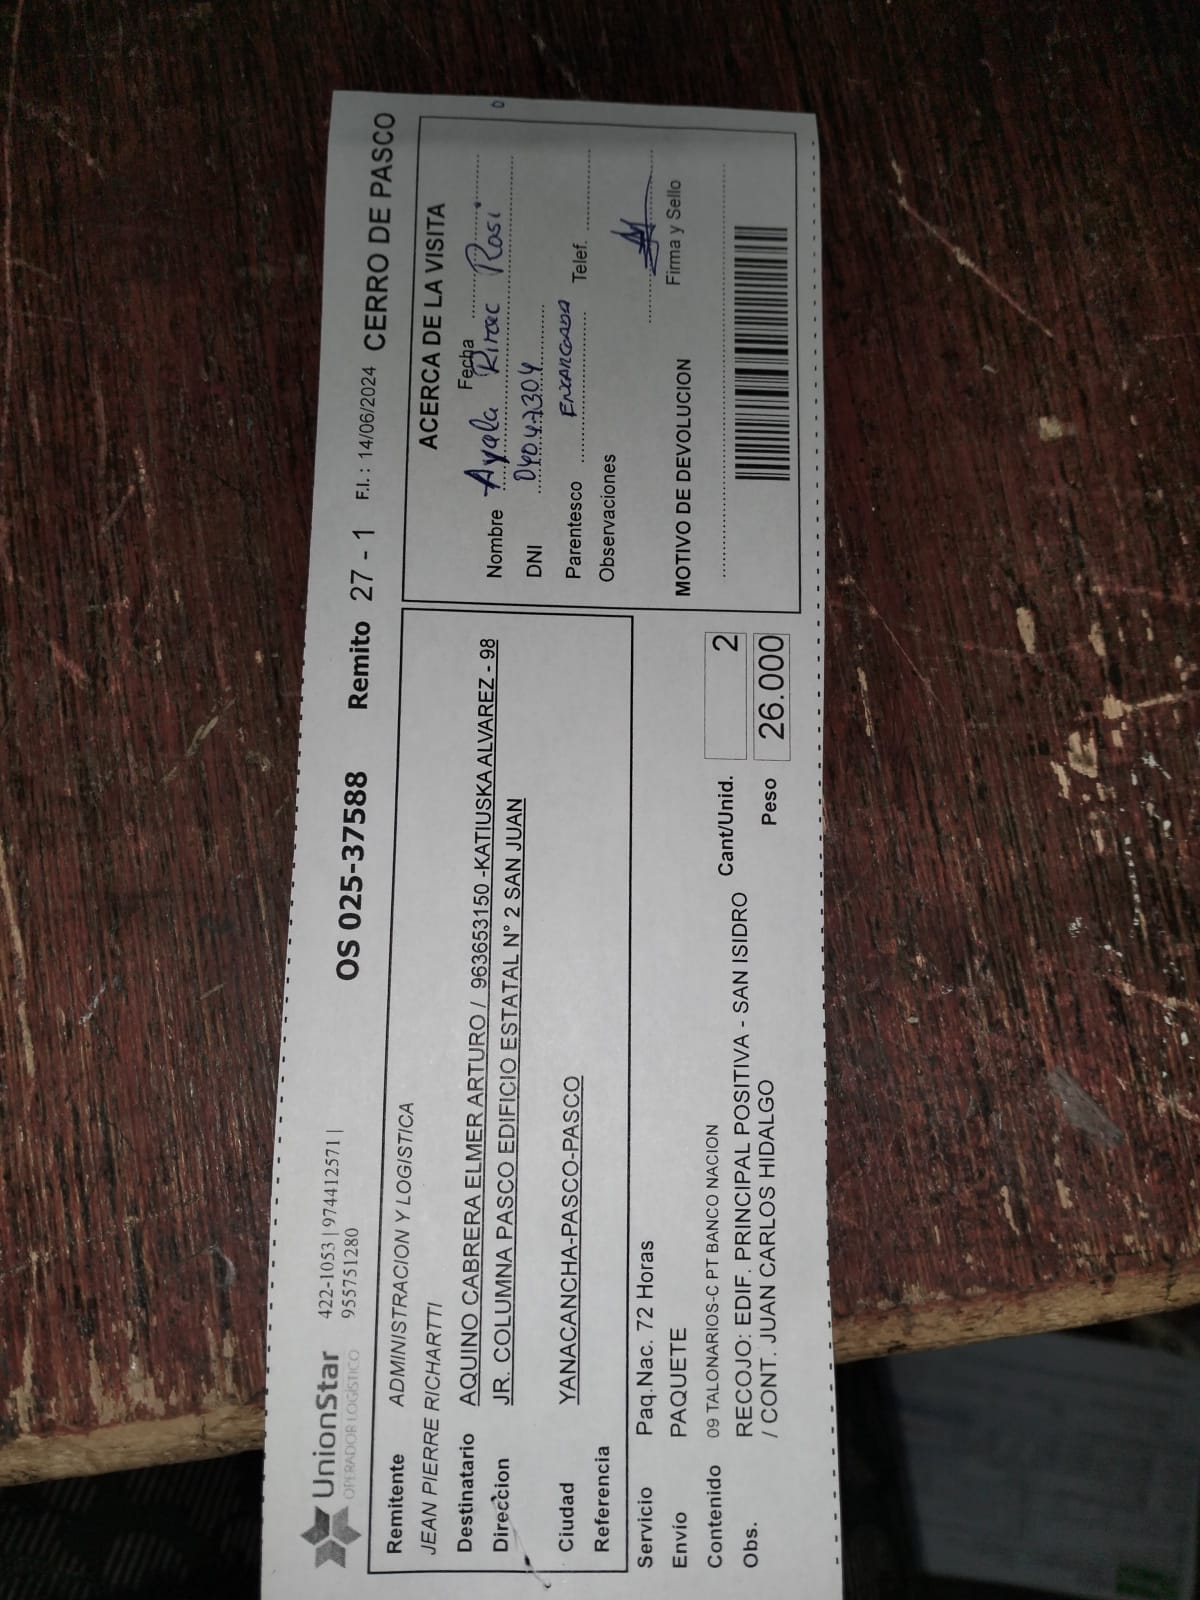 UnionStar
OPERADOR LOGÍSTICO
422-1053 | 974412571 |
955751280
OS 025-37588 Remito 27 - 1 F.I.: 14/06/2024 CERRO DE PASCO
Remitente ADMINISTRACION Y LOGISTICA
JEAN PIERRE RICHARTTI
Destinatario AQUINO CABRERA ELMER ARTURO / 963653150 -KATIUSKA ALVAREZ - 98
Direccion JR. COLUMNA PASCO EDIFICIO ESTATAL N° 2 SAN JUAN
Ciudad YANACANCHA-PASCO-PASCO
Referencia
Servicio Paq.Nac. 72 Horas
Envío PAQUETE
Contenido 09 TALONARIOS-C PT BANCO NACION
Obs. RECOJO: EDIF. PRINCIPAL POSITIVA - SAN ISIDRO
/ CONT. JUAN CARLOS HIDALGO
Cant/Unid. 2
Peso 26.000
ACERCA DE LA VISITA
Fecha
Nombre Ayala Rosi
DNI 04047304
Parentesco ENCARGADA Telef.
Observaciones
Firma y Sello
MOTIVO DE DEVOLUCION